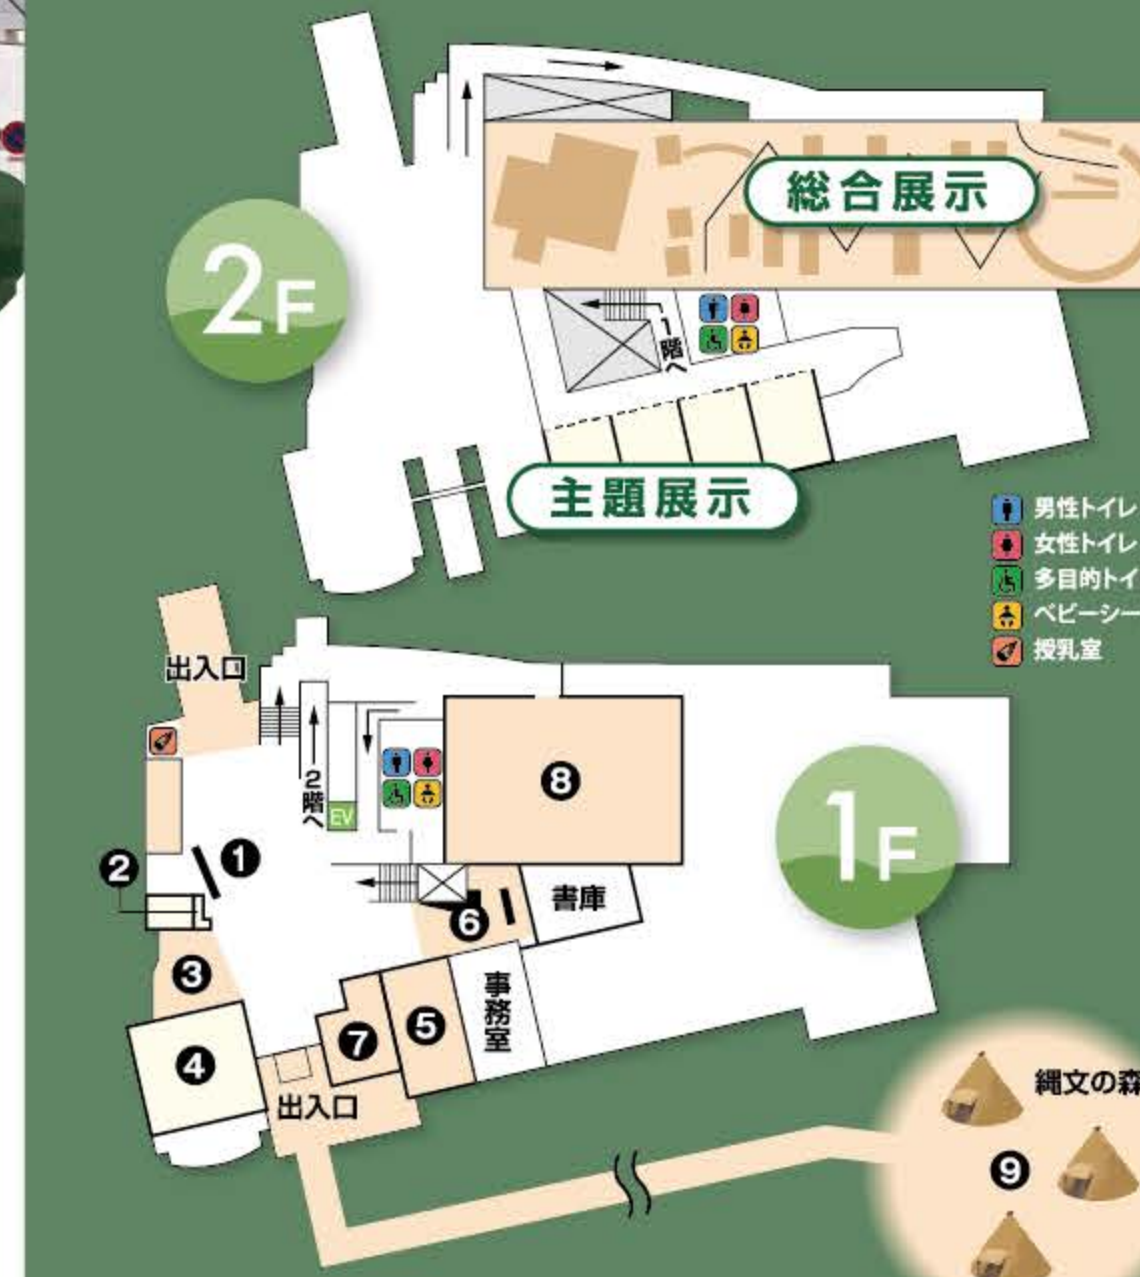 総合展示
2F
1階へ
主題展示
男性トイレ
女性トイレ
多目的トイ
ベビーシー
授乳室
出入口
2階へ
EV
8
1F
1
2
6
書庫
3
事務室
5
7
4
出入口
縄文の森
9